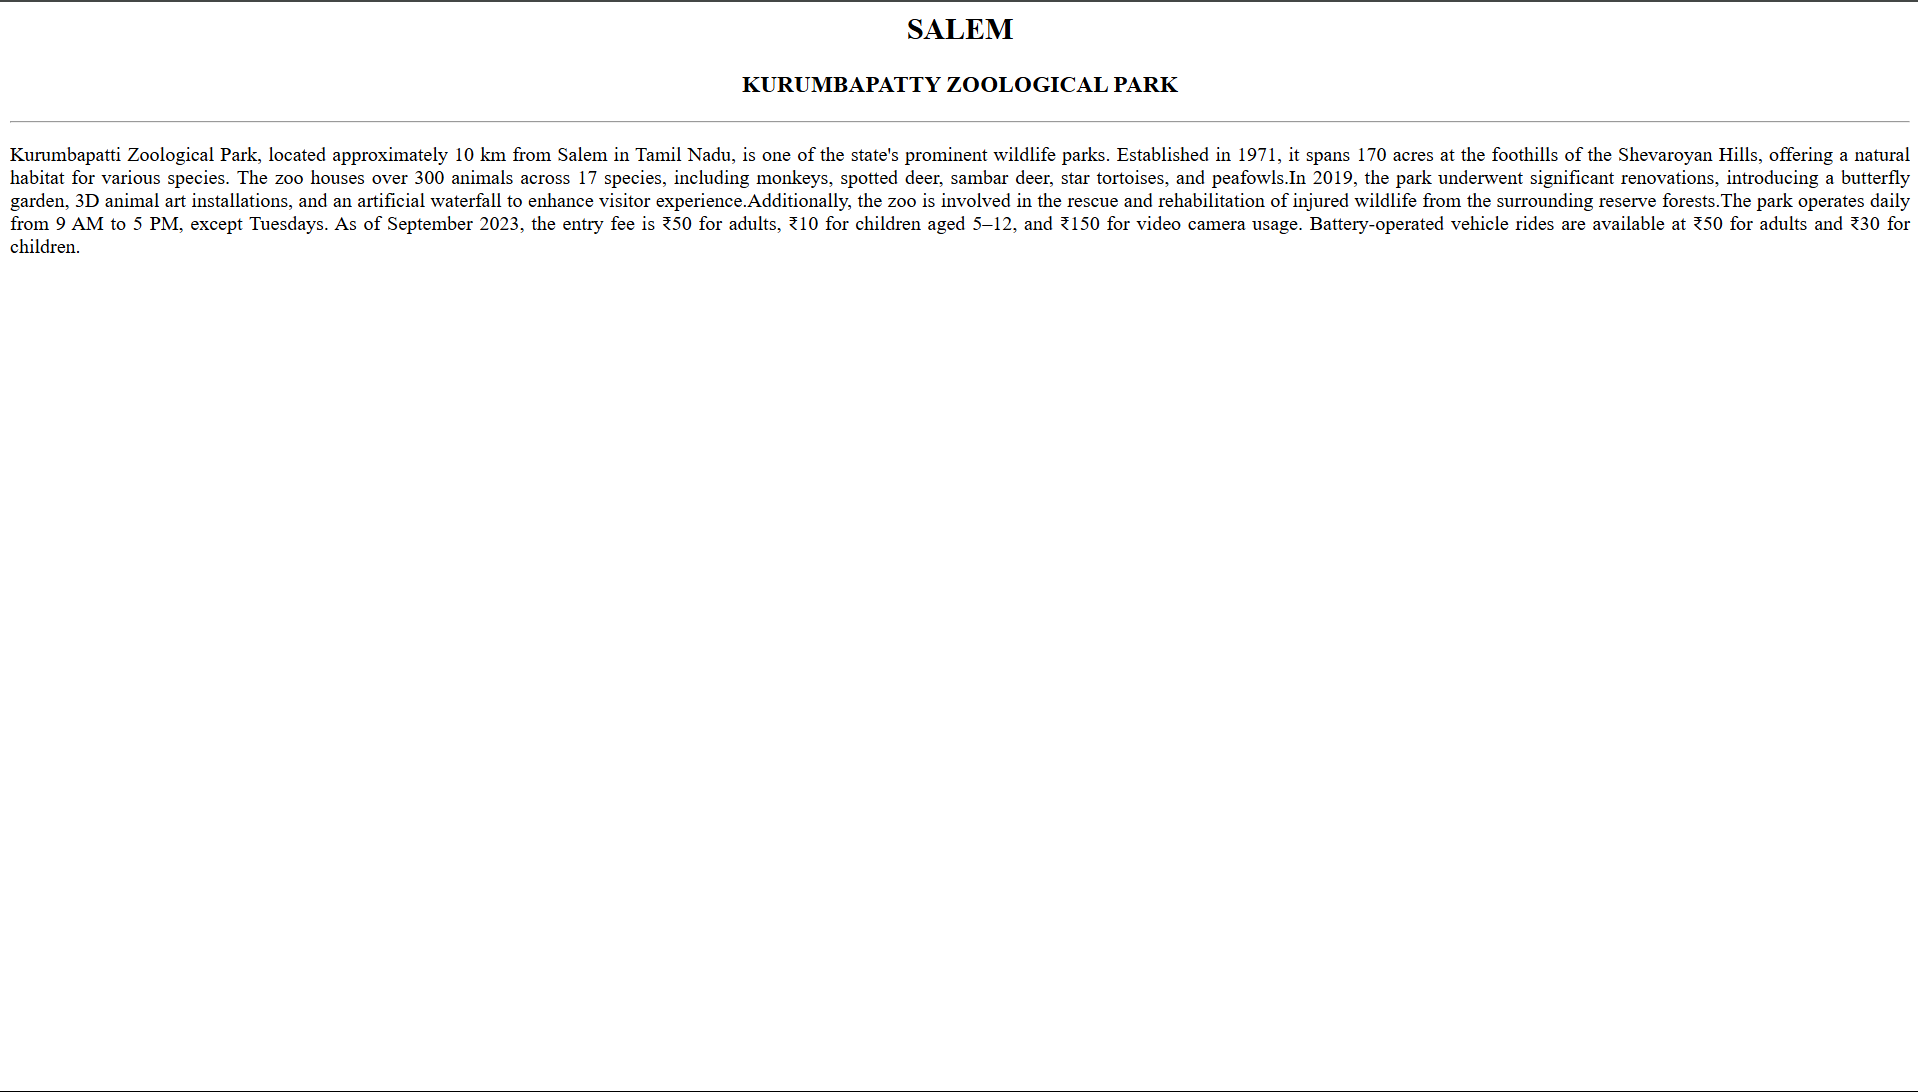 SALEM
KURUMBAPATTY ZOOLOGICAL PARK
Kurumbapatti Zoological Park, located approximately 10 km from Salem in Tamil Nadu, is one of the state's prominent wildlife parks. Established in 1971, it spans 170 acres at the foothills of the Shevaroyan Hills, offering a natural
habitat for various species. The zoo houses over 300 animals across 17 species, including monkeys, spotted deer, sambar deer, star tortoises, and peafowls.In 2019, the park underwent significant renovations, introducing a butterfly
garden, 3D animal art installations, and an artificial waterfall to enhance visitor experience.Additionally, the zoo is involved in the rescue and rehabilitation of injured wildlife from the surrounding reserve forests.The park operates daily
from 9 AM to 5 PM, except Tuesdays. As of September 2023, the entry fee is ₹50 for adults, ₹10 for children aged 5–12, and ₹150 for video camera usage. Battery-operated vehicle rides are available at ₹50 for adults and ₹30 for
children.